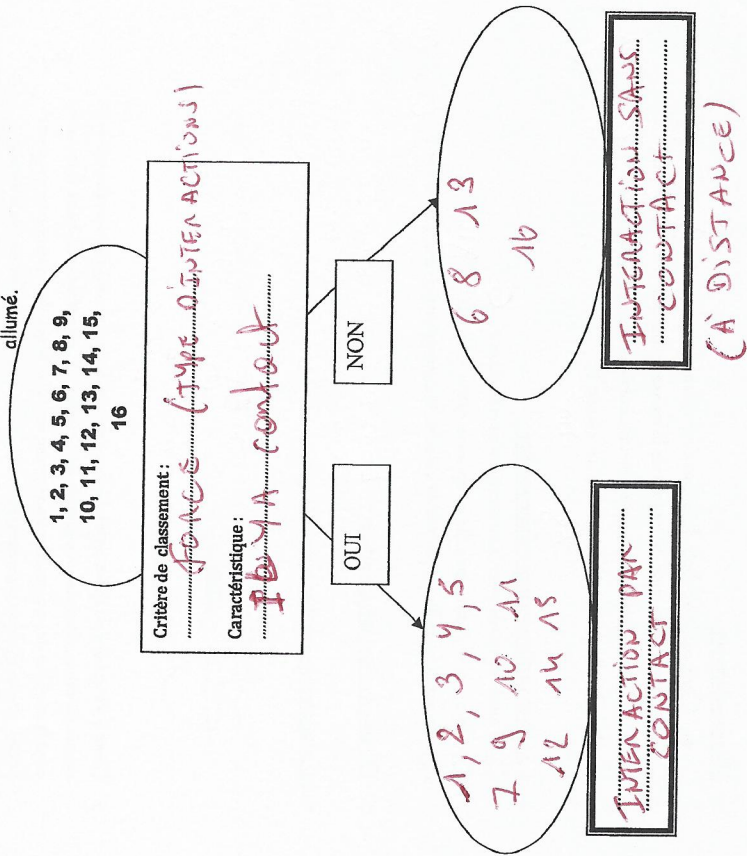 allumé.
1, 2, 3, 4, 5, 6, 7, 8, 9,
10, 11, 12, 13, 14, 15,
16
Critère de classement :
FORCE (type D'INTERACTIONS)
Caractéristique :
Il Y A contact
OUI
NON
1, 2, 3, 4, 5
7 9 10 11
12 14 15
6 8 13
16
INTERACTION PAR
CONTACT
INTERACTION SANS
CONTACT
(À DISTANCE)